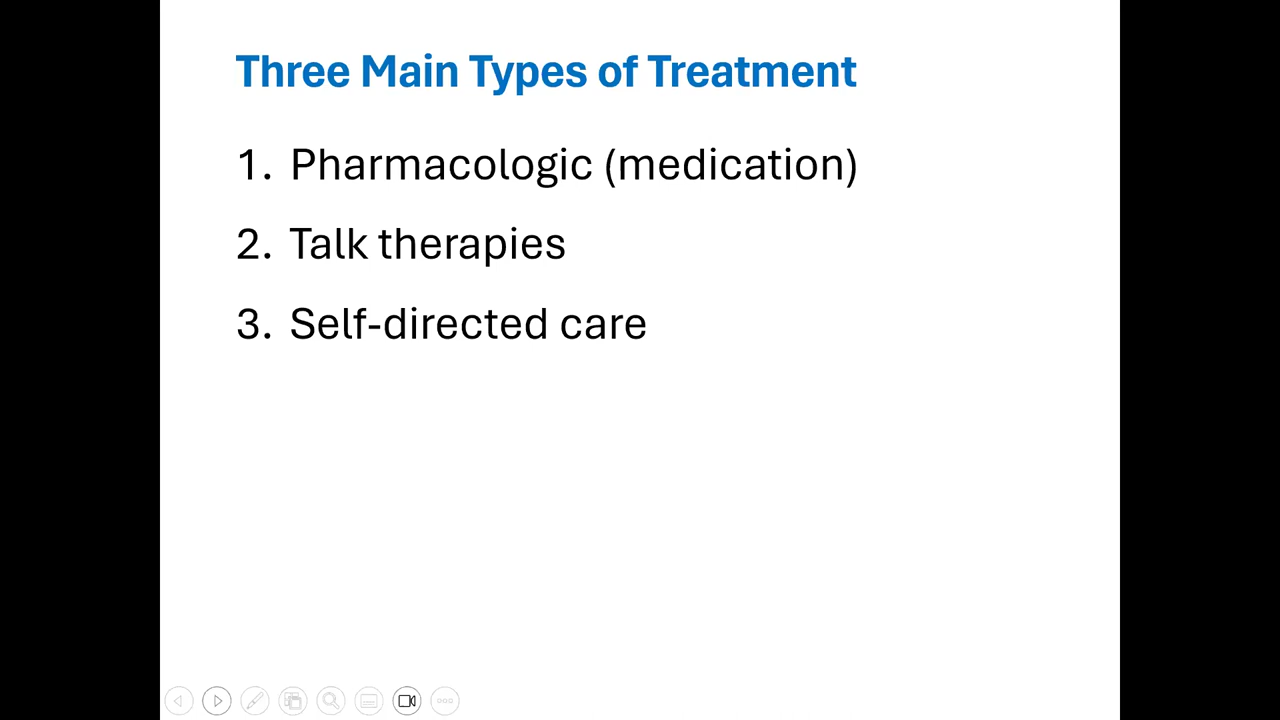 Three Main Types of Treatment
1. Pharmacologic (medication)
2. Talk therapies
3. Self-directed care